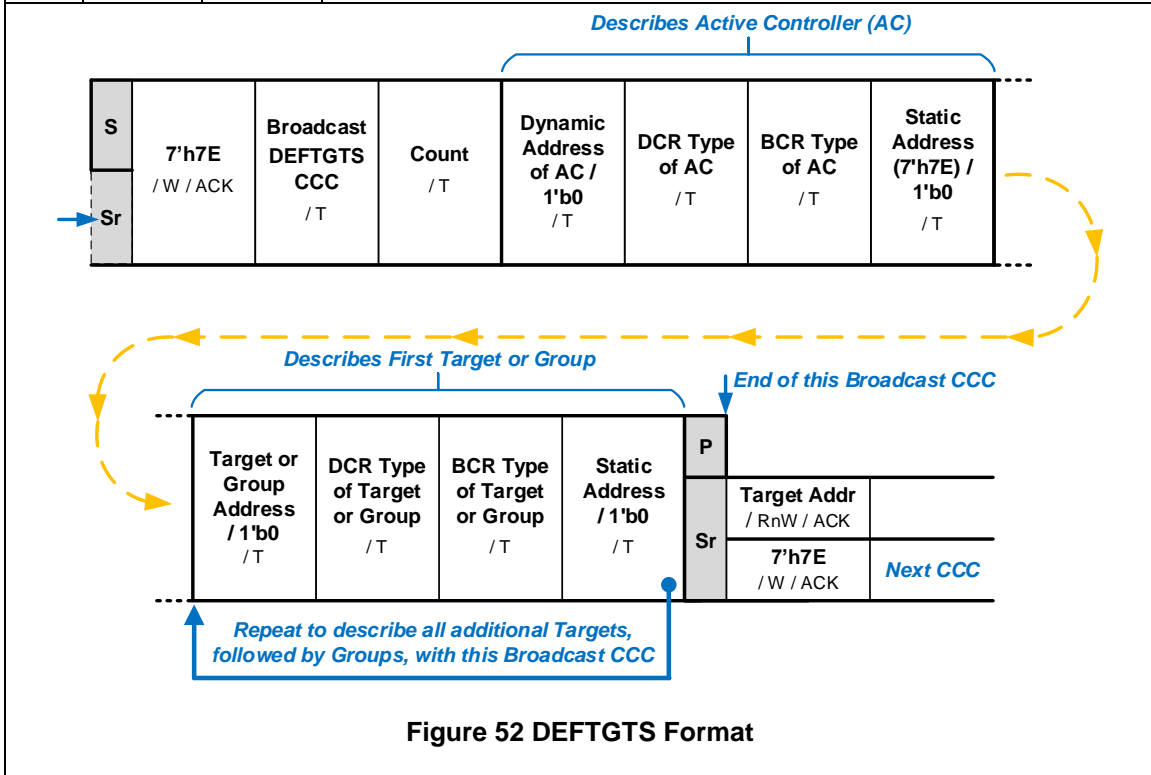 Describes Active Controller (AC)
S
Sr
7'h7E
/ W / ACK
Broadcast
DEFTGTS
CCC
/ T
Count
/ T
Dynamic
Address
of AC /
1'b0
/ T
DCR Type
of AC
/ T
BCR Type
of AC
/ T
Static
Address
(7'h7E) /
1'b0
/ T
Describes First Target or Group
End of this Broadcast CCC
Target or
Group
Address
/ 1'b0
/ T
DCR Type
of Target
or Group
/ T
BCR Type
of Target
or Group
/ T
Static
Address
/ 1'b0
/ T
P
Sr
Target Addr
/ RnW / ACK
7'h7E
/ W / ACK
Next CCC
Repeat to describe all additional Targets,
followed by Groups, with this Broadcast CCC
Figure 52 DEFTGTS Format